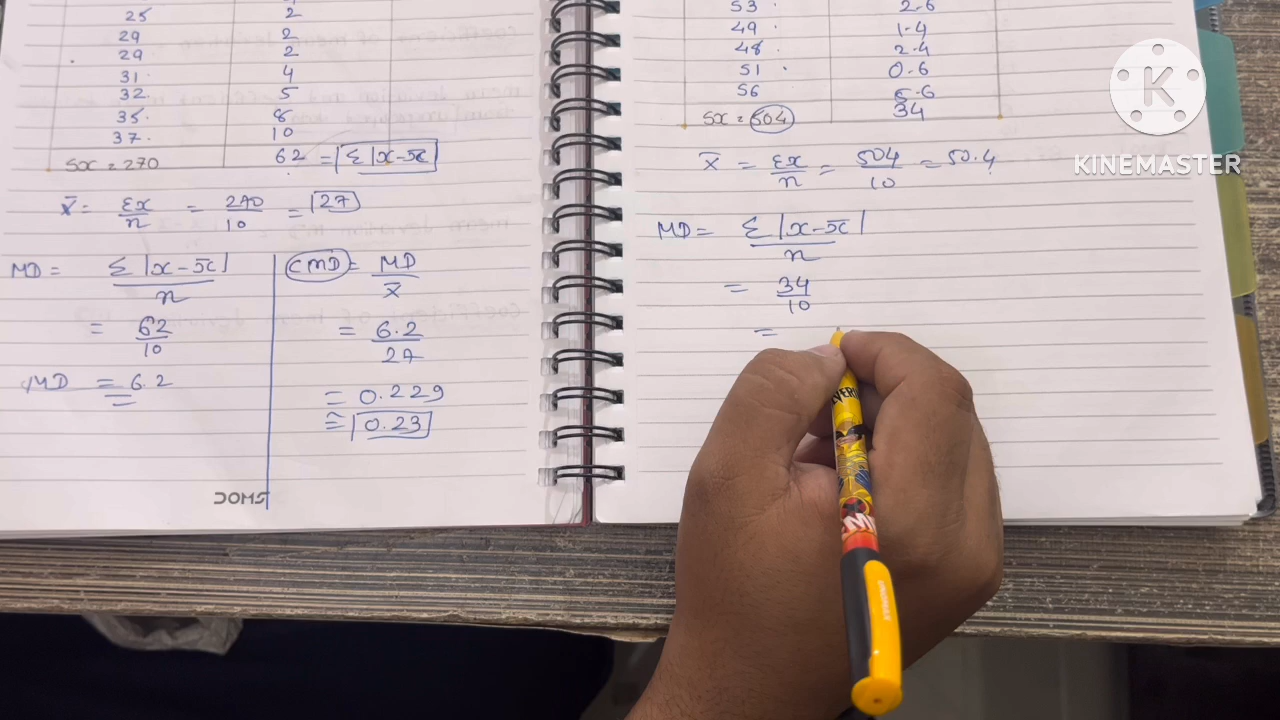 25 2
29 2
29 2
31 4
32 5
35 8
37 10
Σx = 270 62 = Σ|x-x̄|
x̄ = Σx/n = 270/10 = 27
MD = Σ|x-x̄|/n
= 62/10
MD = 6.2
CMD = MD/x̄
= 6.2/27
= 0.229
≅ 0.23
DOMS
53 2.6
49 1.4
48 2.4
51 0.6
56 5.6
Σx = 504 34
x̄ = Σx/n = 504/10 = 50.4
MD = Σ|x-x̄|/n
= 34/10
=
K
KINEMASTER